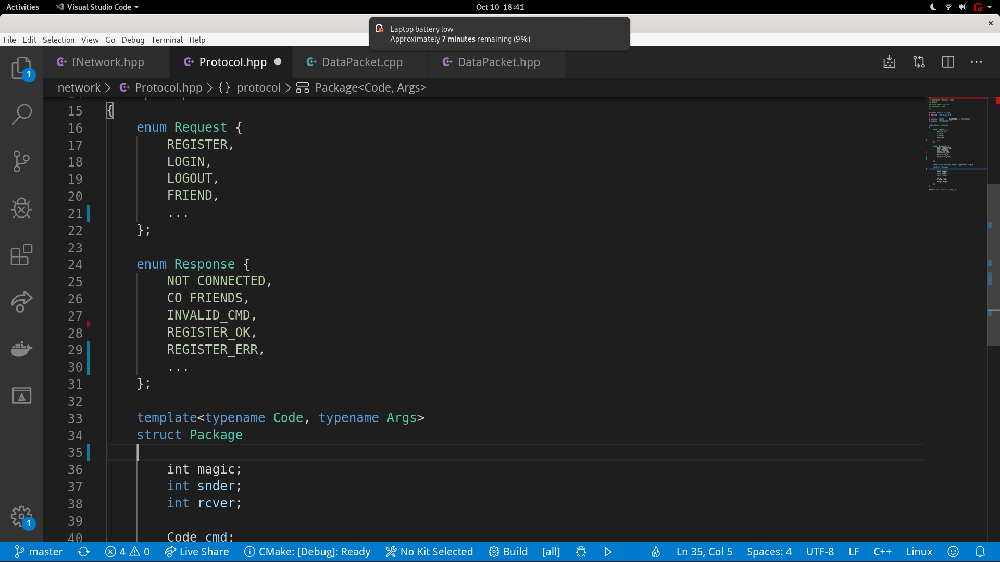 Activities Visual Studio Code Oct 10 18:41
Laptop battery low
Approximately 7 minutes remaining (9%)
File Edit Selection View Go Debug Terminal Help
INetwork.hpp Protocol.hpp DataPacket.cpp DataPacket.hpp
network > Protocol.hpp > {} protocol > Package<Code, Args>
15 {
16 enum Request {
17 REGISTER,
18 LOGIN,
19 LOGOUT,
20 FRIEND,
21 ...
22 };
23
24 enum Response {
25 NOT_CONNECTED,
26 CO_FRIENDS,
27 INVALID_CMD,
28 REGISTER_OK,
29 REGISTER_ERR,
30 ...
31 };
32
33 template<typename Code, typename Args>
34 struct Package
35
36 int magic;
37 int snder;
38 int rcver;
39
40 Code cmd;
1
1
master 4 0 Live Share CMake: [Debug]: Ready No Kit Selected Build [all] Ln 35, Col 5 Spaces: 4 UTF-8 LF C++ Linux